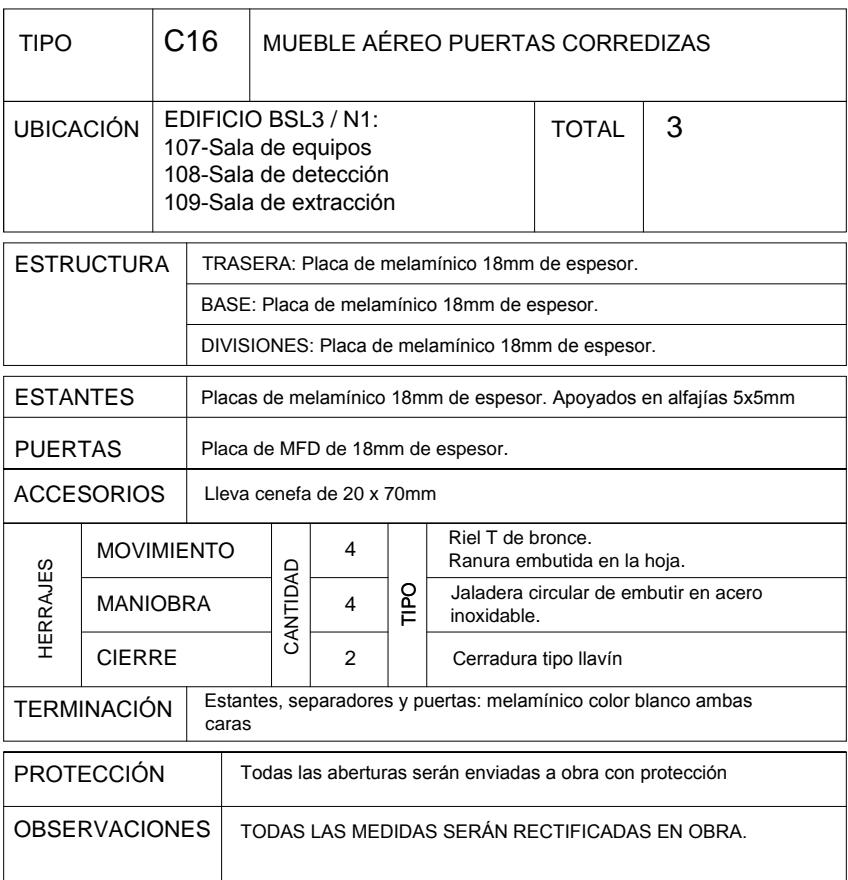 TIPO C16 MUEBLE AÉREO PUERTAS CORREDIZAS
UBICACIÓN
EDIFICIO BSL3 / N1:
107-Sala de equipos
108-Sala de detección
109-Sala de extracción
TOTAL 3
ESTRUCTURA
TRASERA: Placa de melamínico 18mm de espesor.
BASE: Placa de melamínico 18mm de espesor.
DIVISIONES: Placa de melamínico 18mm de espesor.
ESTANTES Placas de melamínico 18mm de espesor. Apoyados en alfajías 5x5mm
PUERTAS Placa de MFD de 18mm de espesor.
ACCESORIOS Lleva cenefa de 20 x 70mm
HERRAJES
CANTIDAD
TIPO
MOVIMIENTO 4 Riel T de bronce.
Ranura embutida en la hoja.
MANIOBRA 4 Jaladera circular de embutir en acero
inoxidable.
CIERRE 2 Cerradura tipo llavín
TERMINACIÓN Estantes, separadores y puertas: melamínico color blanco ambas
caras
PROTECCIÓN Todas las aberturas serán enviadas a obra con protección
OBSERVACIONES TODAS LAS MEDIDAS SERÁN RECTIFICADAS EN OBRA.